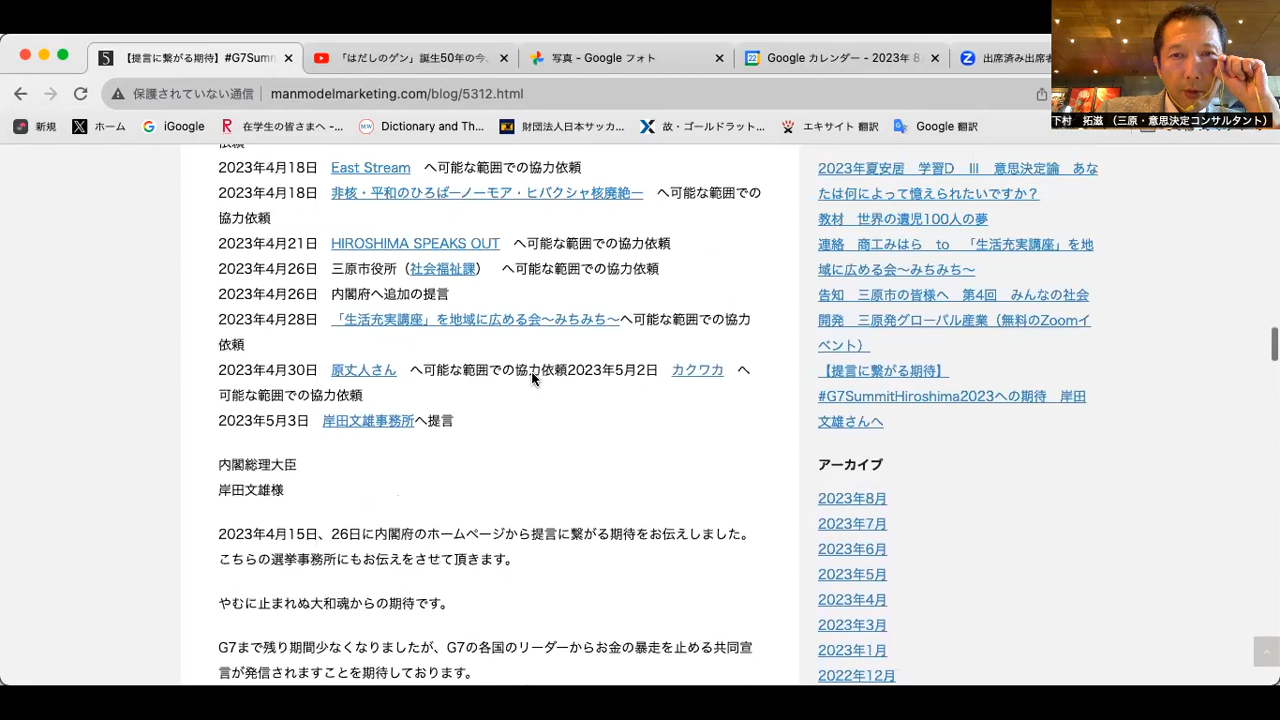 【提言に繋がる期待】#G7Summ
「はだしのゲン」誕生50年の今、
写真 - Google フォト
Google カレンダー - 2023年 8
出席済み出席者
保護されていない通信
manmodelmarketing.com/blog/5312.html
新規
ホーム
iGoogle
在学生の皆さまへ -...
Dictionary and Th...
財団法人日本サッカ...
故・ゴールドラット...
エキサイト 翻訳
Google 翻訳
下村 拓滋 （三原・意思決定コンサルタント）
依頼
2023年4月18日 East Stream へ可能な範囲での協力依頼
2023年4月18日 非核・平和のひろば―ノーモア・ヒバクシャ核廃絶― へ可能な範囲での
協力依頼
2023年4月21日 HIROSHIMA SPEAKS OUT へ可能な範囲での協力依頼
2023年4月26日 三原市役所（社会福祉課） へ可能な範囲での協力依頼
2023年4月26日 内閣府へ追加の提言
2023年4月28日 「生活充実講座」を地域に広める会～みちみち～へ可能な範囲での協力
依頼
2023年4月30日 原丈人さん へ可能な範囲での協力依頼2023年5月2日 カクワカ へ
可能な範囲での協力依頼
2023年5月3日 岸田文雄事務所へ提言
内閣総理大臣
岸田文雄様
2023年4月15日、26日に内閣府のホームページから提言に繋がる期待をお伝えしました。
こちらの選挙事務所にもお伝えをさせて頂きます。
やむに止まれぬ大和魂からの期待です。
G7まで残り期間少なくなりましたが、G7の各国のリーダーからお金の暴走を止める共同宣
言が発信されますことを期待しております。
2023年夏安居 学習D Ⅲ 意思決定論 あな
たは何によって憶えられたいですか？
教材 世界の遺児100人の夢
連絡 商工みはら to 「生活充実講座」を地
域に広める会～みちみち～
告知 三原市の皆様へ 第4回 みんなの社会
開発 三原発グローバル産業（無料のZoomイ
ベント）
【提言に繋がる期待】
#G7SummitHiroshima2023への期待 岸田
文雄さんへ
アーカイブ
2023年8月
2023年7月
2023年6月
2023年5月
2023年4月
2023年3月
2023年1月
2022年12月